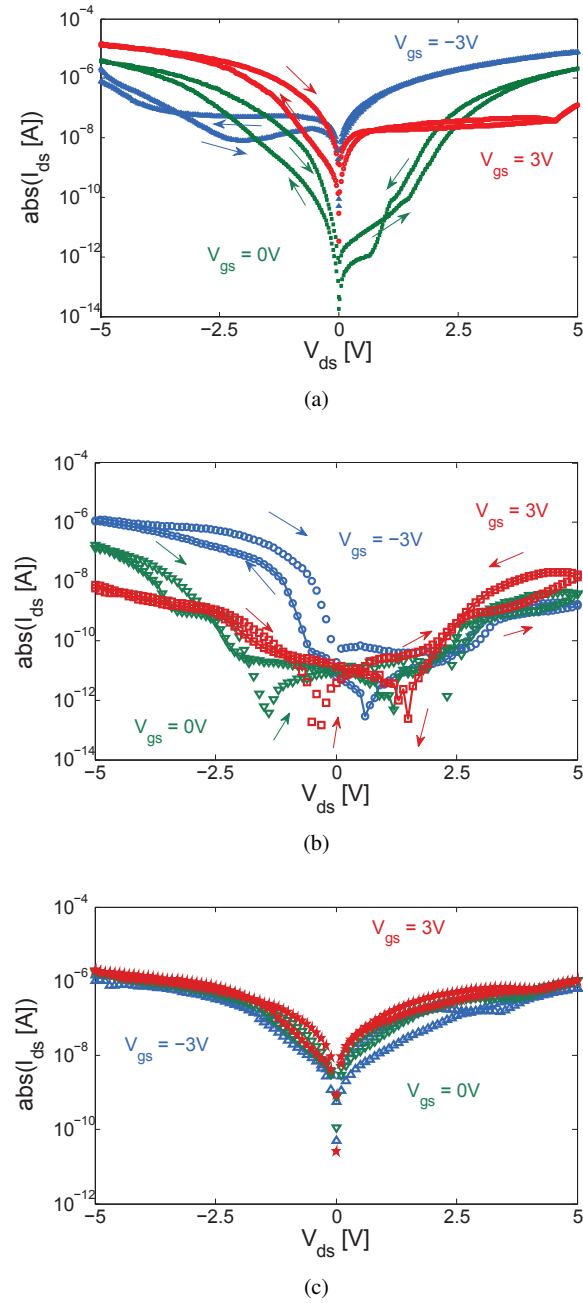 10⁻⁴
V_gs = −3V
10⁻⁶
10⁻⁸
abs(I_ds [A])
V_gs = 3V
10⁻¹⁰
V_gs = 0V
10⁻¹²
10⁻¹⁴
−5 −2.5 0 2.5 5
V_ds [V]
(a)
10⁻⁴
V_gs = −3V
V_gs = 3V
10⁻⁶
10⁻⁸
abs(I_ds [A])
10⁻¹⁰
10⁻¹²
V_gs = 0V
10⁻¹⁴
−5 −2.5 0 2.5 5
V_ds [V]
(b)
10⁻⁴
V_gs = 3V
10⁻⁶
abs(I_ds [A])
V_gs = −3V
10⁻⁸
V_gs = 0V
10⁻¹⁰
10⁻¹²
−5 −2.5 0 2.5 5
V_ds [V]
(c)